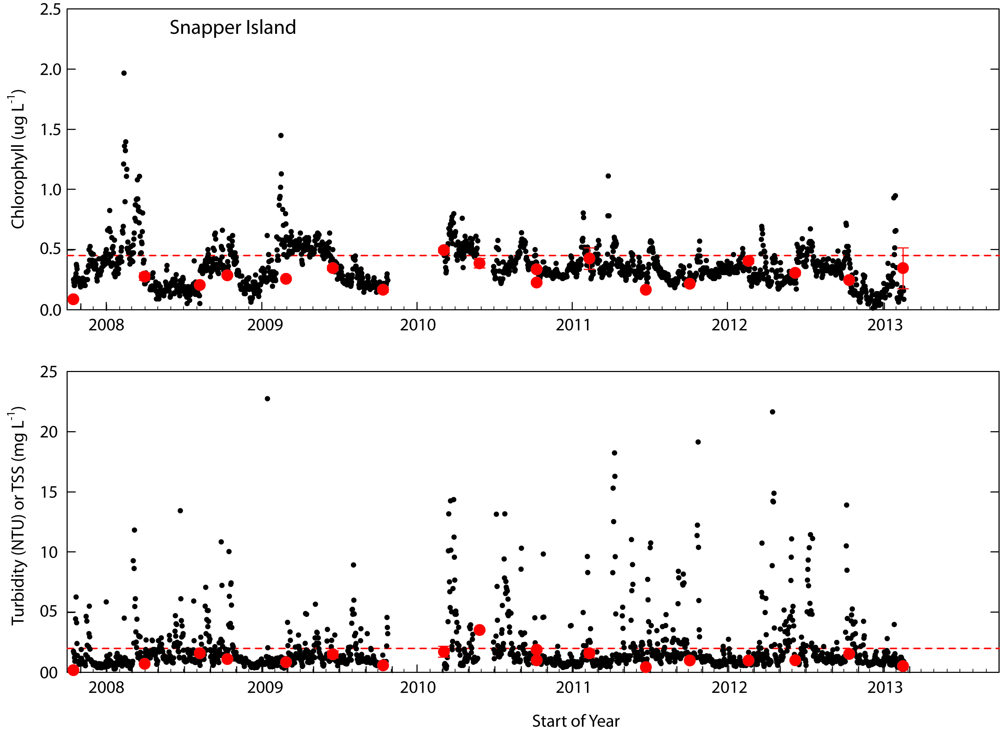 Snapper Island
Chlorophyll (ug L-1)
2.5
2.0
1.5
1.0
0.5
0.0
2008 2009 2010 2011 2012 2013
Turbidity (NTU) or TSS (mg L-1)
25
20
15
10
05
00
2008 2009 2010 2011 2012 2013
Start of Year